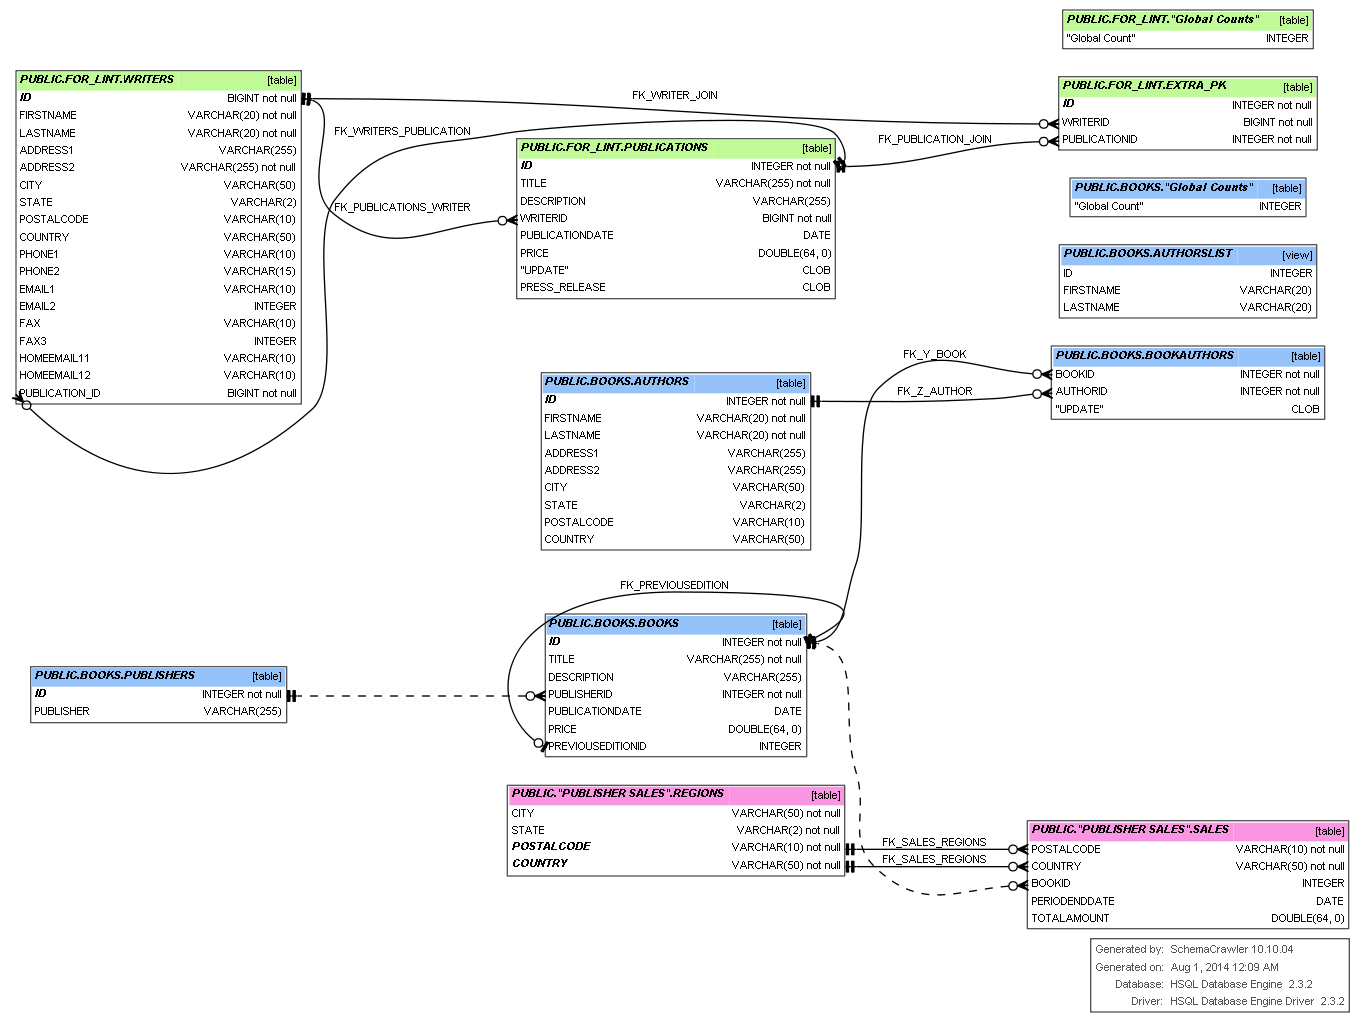 PUBLIC.FOR_LINT."Global Counts" [table]
"Global Count" INTEGER
PUBLIC.FOR_LINT.WRITERS [table]
ID BIGINT not null
FIRSTNAME VARCHAR(20) not null
LASTNAME VARCHAR(20) not null
ADDRESS1 VARCHAR(255)
ADDRESS2 VARCHAR(255) not null
CITY VARCHAR(50)
STATE VARCHAR(2)
POSTALCODE VARCHAR(10)
COUNTRY VARCHAR(50)
PHONE1 VARCHAR(10)
PHONE2 VARCHAR(15)
EMAIL1 VARCHAR(10)
EMAIL2 INTEGER
FAX VARCHAR(10)
FAX3 INTEGER
HOMEEMAIL11 VARCHAR(10)
HOMEEMAIL12 VARCHAR(10)
PUBLICATION_ID BIGINT not null
FK_WRITER_JOIN
FK_WRITERS_PUBLICATION
FK_PUBLICATION_JOIN
FK_PUBLICATIONS_WRITER
PUBLIC.FOR_LINT.EXTRA_PK [table]
ID INTEGER not null
WRITERID BIGINT not null
PUBLICATIONID INTEGER not null
PUBLIC.FOR_LINT.PUBLICATIONS [table]
ID INTEGER not null
TITLE VARCHAR(255) not null
DESCRIPTION VARCHAR(255)
WRITERID BIGINT not null
PUBLICATIONDATE DATE
PRICE DOUBLE(64, 0)
"UPDATE" CLOB
PRESS_RELEASE CLOB
PUBLIC.BOOKS."Global Counts" [table]
"Global Count" INTEGER
PUBLIC.BOOKS.AUTHORSLIST [view]
ID INTEGER
FIRSTNAME VARCHAR(20)
LASTNAME VARCHAR(20)
FK_Y_BOOK
FK_Z_AUTHOR
PUBLIC.BOOKS.BOOKAUTHORS [table]
BOOKID INTEGER not null
AUTHORID INTEGER not null
"UPDATE" CLOB
PUBLIC.BOOKS.AUTHORS [table]
ID INTEGER not null
FIRSTNAME VARCHAR(20) not null
LASTNAME VARCHAR(20) not null
ADDRESS1 VARCHAR(255)
ADDRESS2 VARCHAR(255)
CITY VARCHAR(50)
STATE VARCHAR(2)
POSTALCODE VARCHAR(10)
COUNTRY VARCHAR(50)
FK_PREVIOUSEDITION
PUBLIC.BOOKS.BOOKS [table]
ID INTEGER not null
TITLE VARCHAR(255) not null
DESCRIPTION VARCHAR(255)
PUBLISHERID INTEGER not null
PUBLICATIONDATE DATE
PRICE DOUBLE(64, 0)
PREVIOUSEDITIONID INTEGER
PUBLIC.BOOKS.PUBLISHERS [table]
ID INTEGER not null
PUBLISHER VARCHAR(255)
PUBLIC."PUBLISHER SALES".REGIONS [table]
CITY VARCHAR(50) not null
STATE VARCHAR(2) not null
POSTALCODE VARCHAR(10) not null
COUNTRY VARCHAR(50) not null
FK_SALES_REGIONS
FK_SALES_REGIONS
PUBLIC."PUBLISHER SALES".SALES [table]
POSTALCODE VARCHAR(10) not null
COUNTRY VARCHAR(50) not null
BOOKID INTEGER
PERIODENDDATE DATE
TOTALAMOUNT DOUBLE(64, 0)
Generated by: SchemaCrawler 10.10.04
Generated on: Aug 1, 2014 12:09 AM
Database: HSQL Database Engine 2.3.2
Driver: HSQL Database Engine Driver 2.3.2